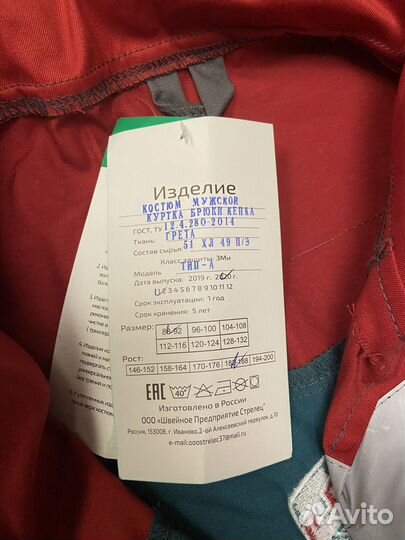 Изделие
КОСТЮМ МУЖСКОЙ
КУРТКА БРЮКИ КЕПКА
ГОСТ, ТУ 12.4.280-2014
Ткань: ГРЕТА
Состав сырья: 51 ХЛ 49 П/Э
Класс защиты: ЗМи
Модель ТИП-А
Дата выпуска: 2019 г. 2020 г.
1 2 3 4 5 6 7 8 9 10 11 12
Срок эксплуатации: 1 год
Срок хранения: 5 лет
Размер: 88-92 96-100 104-108
112-116 120-124 128-132
Рост: 182-188 194-200
146-152 158-164 170-176
EAC 40°
Изготовлено в России
ООО «Швейное Предприятие Стрелец»
Россия, 153008, г. Иваново, 2-ой Алексеевский переулок, 10
e-mail:ooostrelec37@mail.ru
Avito